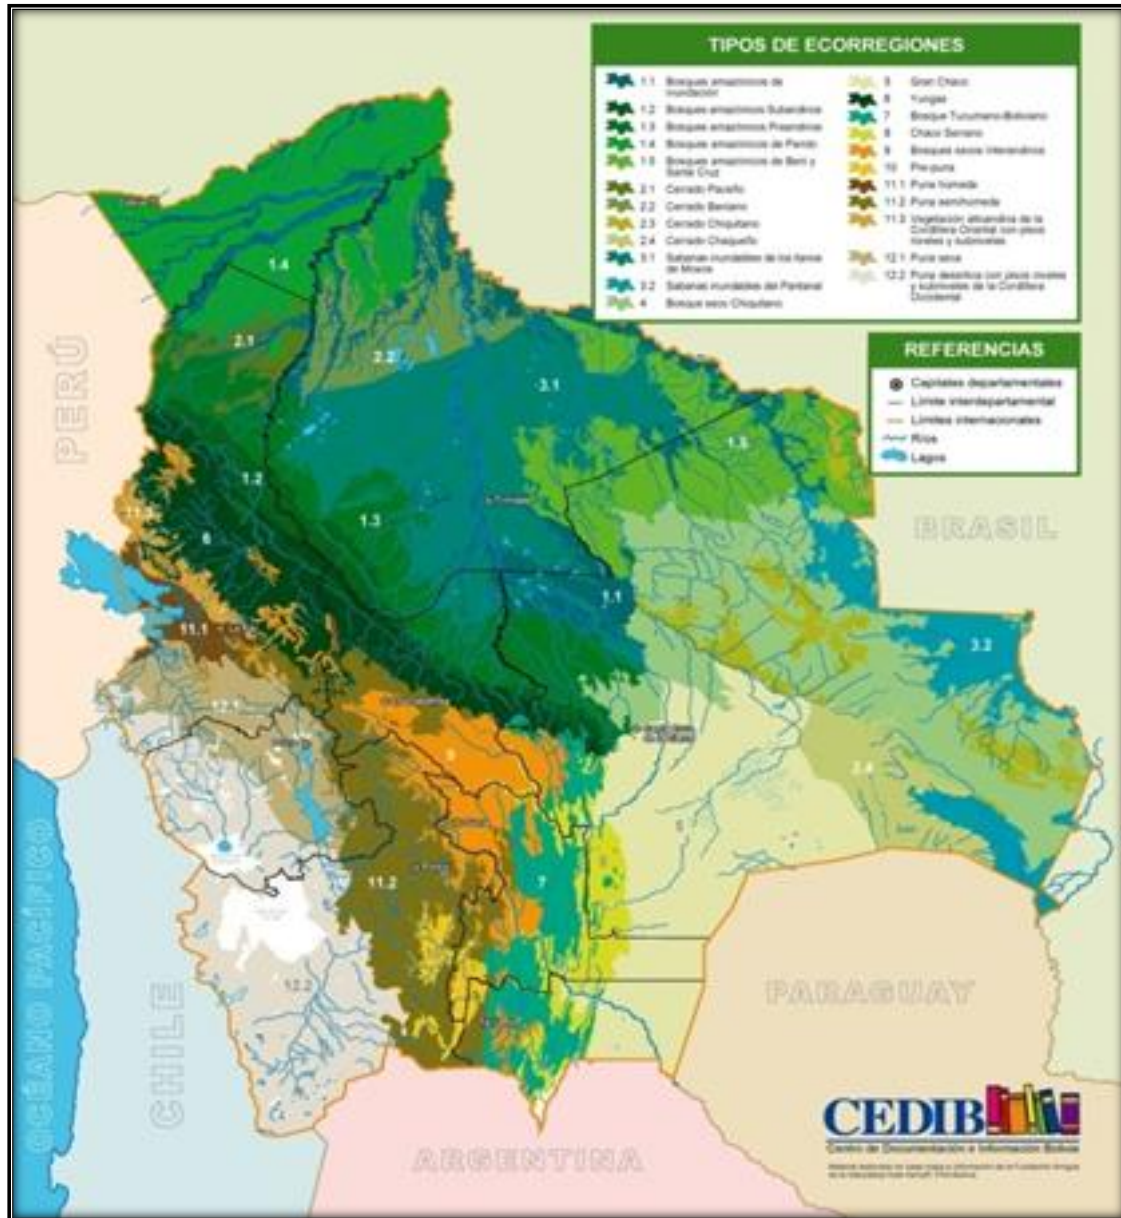 TIPOS DE ECORREGIONES
1.1 Bosques amazónicos de
inundación
1.2 Bosques amazónicos Subandinos
1.3 Bosques amazónicos Preandinos
1.4 Bosques amazónicos de Pando
1.5 Bosques amazónicos de Beni y
Santa Cruz
2.1 Cerrado Paceño
2.2 Cerrado Beniano
2.3 Cerrado Chiquitano
2.4 Cerrado Chaqueño
3.1 Sabanas inundables de los llanos
de Moxos
3.2 Sabanas inundables del Pantanal
4 Bosque seco Chiquitano
5 Gran Chaco
6 Yungas
7 Bosque Tucumano-Boliviano
8 Chaco Serrano
9 Bosques secos Interandinos
10 Pre-puna
11.1 Puna húmeda
11.2 Puna semihúmeda
11.3 Vegetación altoandina de la
Cordillera Oriental con pisos
nivales y subnivales
12.1 Puna seca
12.2 Puna desértica con pisos nivales
y subnivales de la Cordillera
Occidental
REFERENCIAS
Capitales departamentales
Límite interdepartamental
Límites internacionales
Ríos
Lagos
1.4
2.1
2.2
PERÚ
3.1
1.5
1.2
1.3
BRASIL
6
1.1
11.1
3.2
12.1
2.4
9
5
11.2
7
OCÉANO PACÍFICO
CHILE
12.2
PARAGUAY
ARGENTINA
CEDIB
Centro de Documentación e Información Bolivia